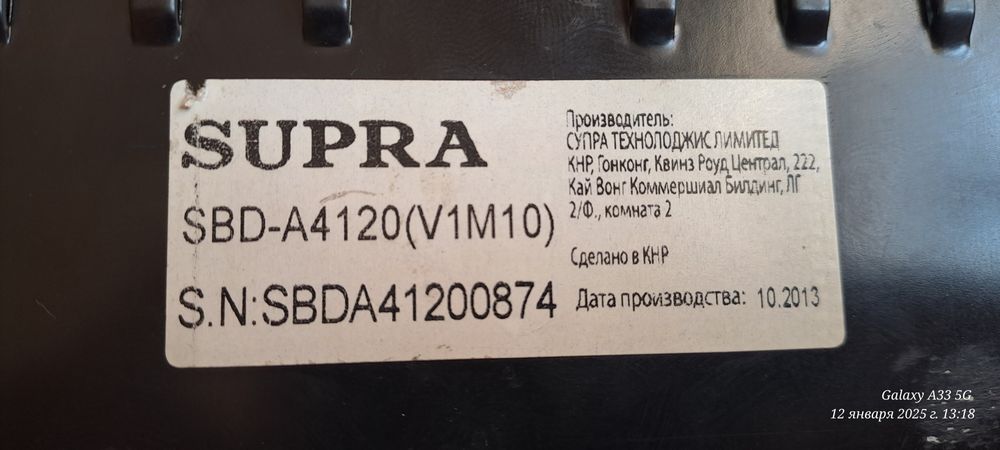 SUPRA
SBD-A4120(V1M10)
S.N:SBDA41200874
Производитель:
СУПРА ТЕХНОЛОДЖИС ЛИМИТЕД
КНР, Гонконг, Квинз Роуд Централ, 222,
Кай Вонг Коммершиал Билдинг, ЛГ
2/Ф., комната 2
Сделано в КНР
Дата производства: 10.2013
Galaxy A33 5G
12 января 2025 г. 13:18